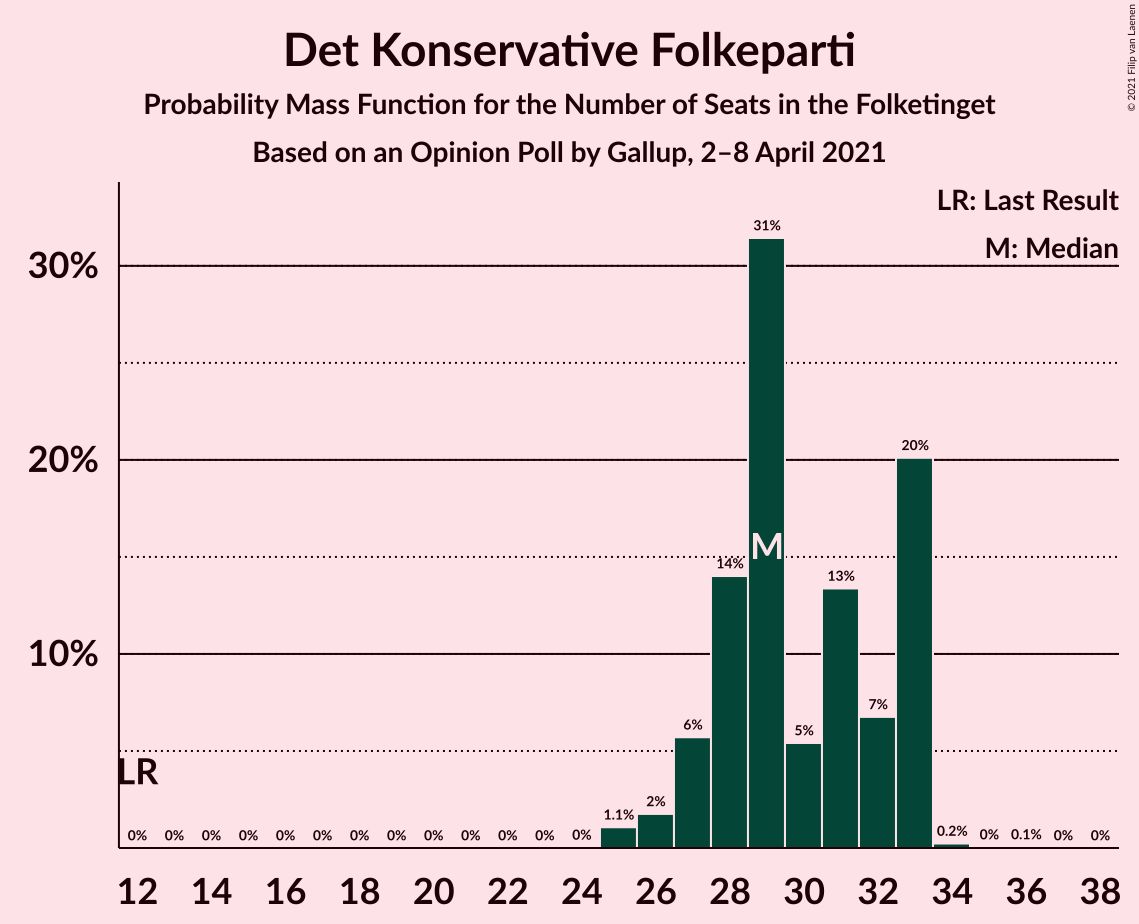 Det Konservative Folkeparti
Probability Mass Function for the Number of Seats in the Folketinget
Based on an Opinion Poll by Gallup, 2–8 April 2021
© 2021 Filip van Laenen
LR: Last Result
M: Median
30%
20%
10%
LR
M
0% 0% 0% 0% 0% 0% 0% 0% 0% 0% 0% 0% 0% 1.1% 2% 6% 14% 31% 5% 13% 7% 20% 0.2% 0% 0.1% 0% 0%
12 14 16 18 20 22 24 26 28 30 32 34 36 38